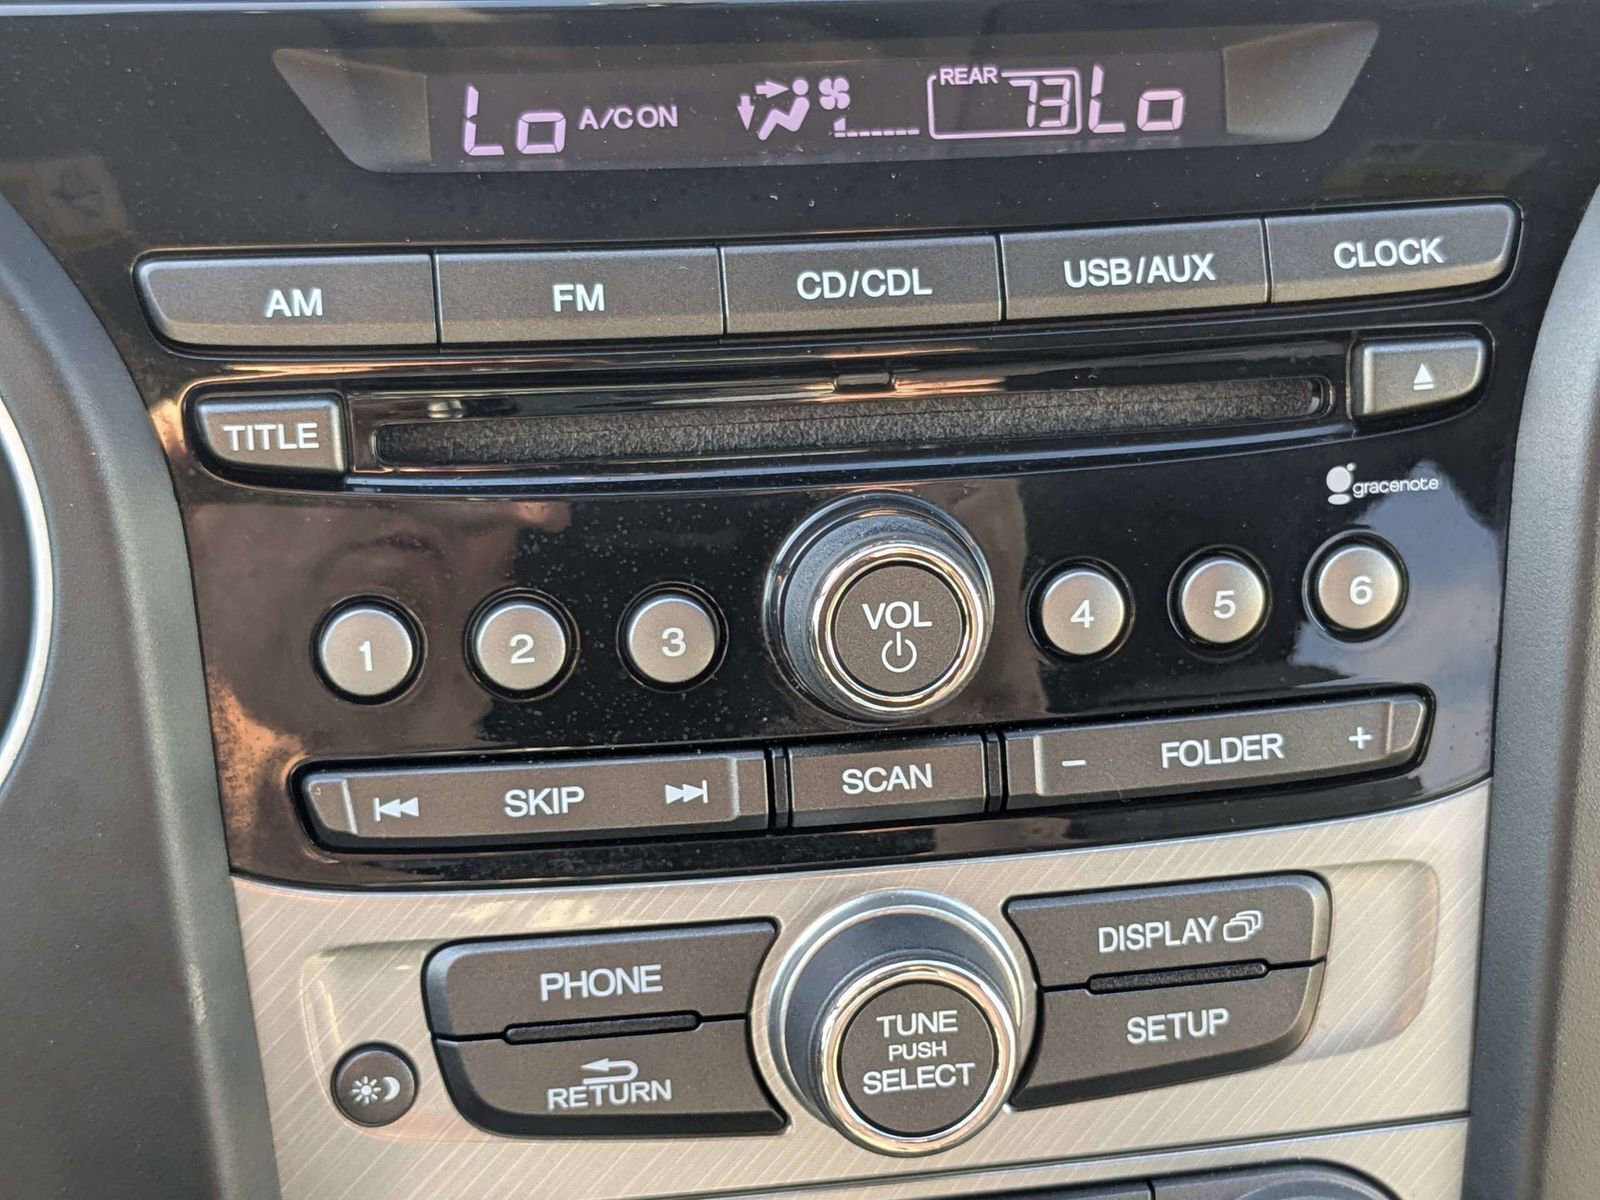 Lo A/C ON REAR 73 Lo
AM FM CD/CDL USB/AUX CLOCK
TITLE
gracenote
1 2 3 VOL 4 5 6
SKIP SCAN - FOLDER +
PHONE DISPLAY
RETURN TUNE PUSH SELECT SETUP